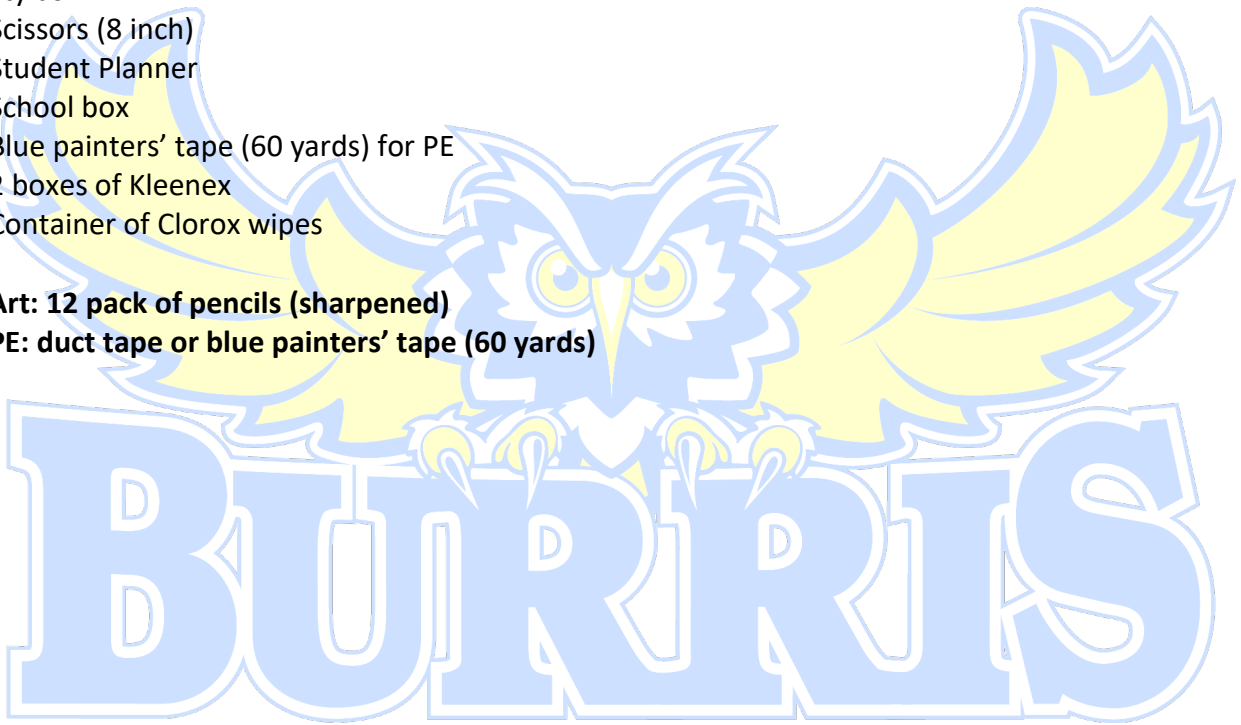 Scissors (8 inch)
Student Planner
School box
Blue painters’ tape (60 yards) for PE
2 boxes of Kleenex
Container of Clorox wipes
Art: 12 pack of pencils (sharpened)
PE: duct tape or blue painters’ tape (60 yards)
BURRIS